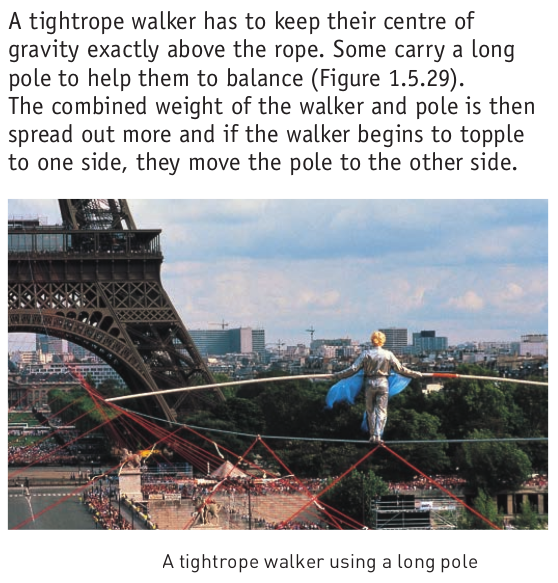 A tightrope walker has to keep their centre of
gravity exactly above the rope. Some carry a long
pole to help them to balance (Figure 1.5.29).
The combined weight of the walker and pole is then
spread out more and if the walker begins to topple
to one side, they move the pole to the other side.
A tightrope walker using a long pole